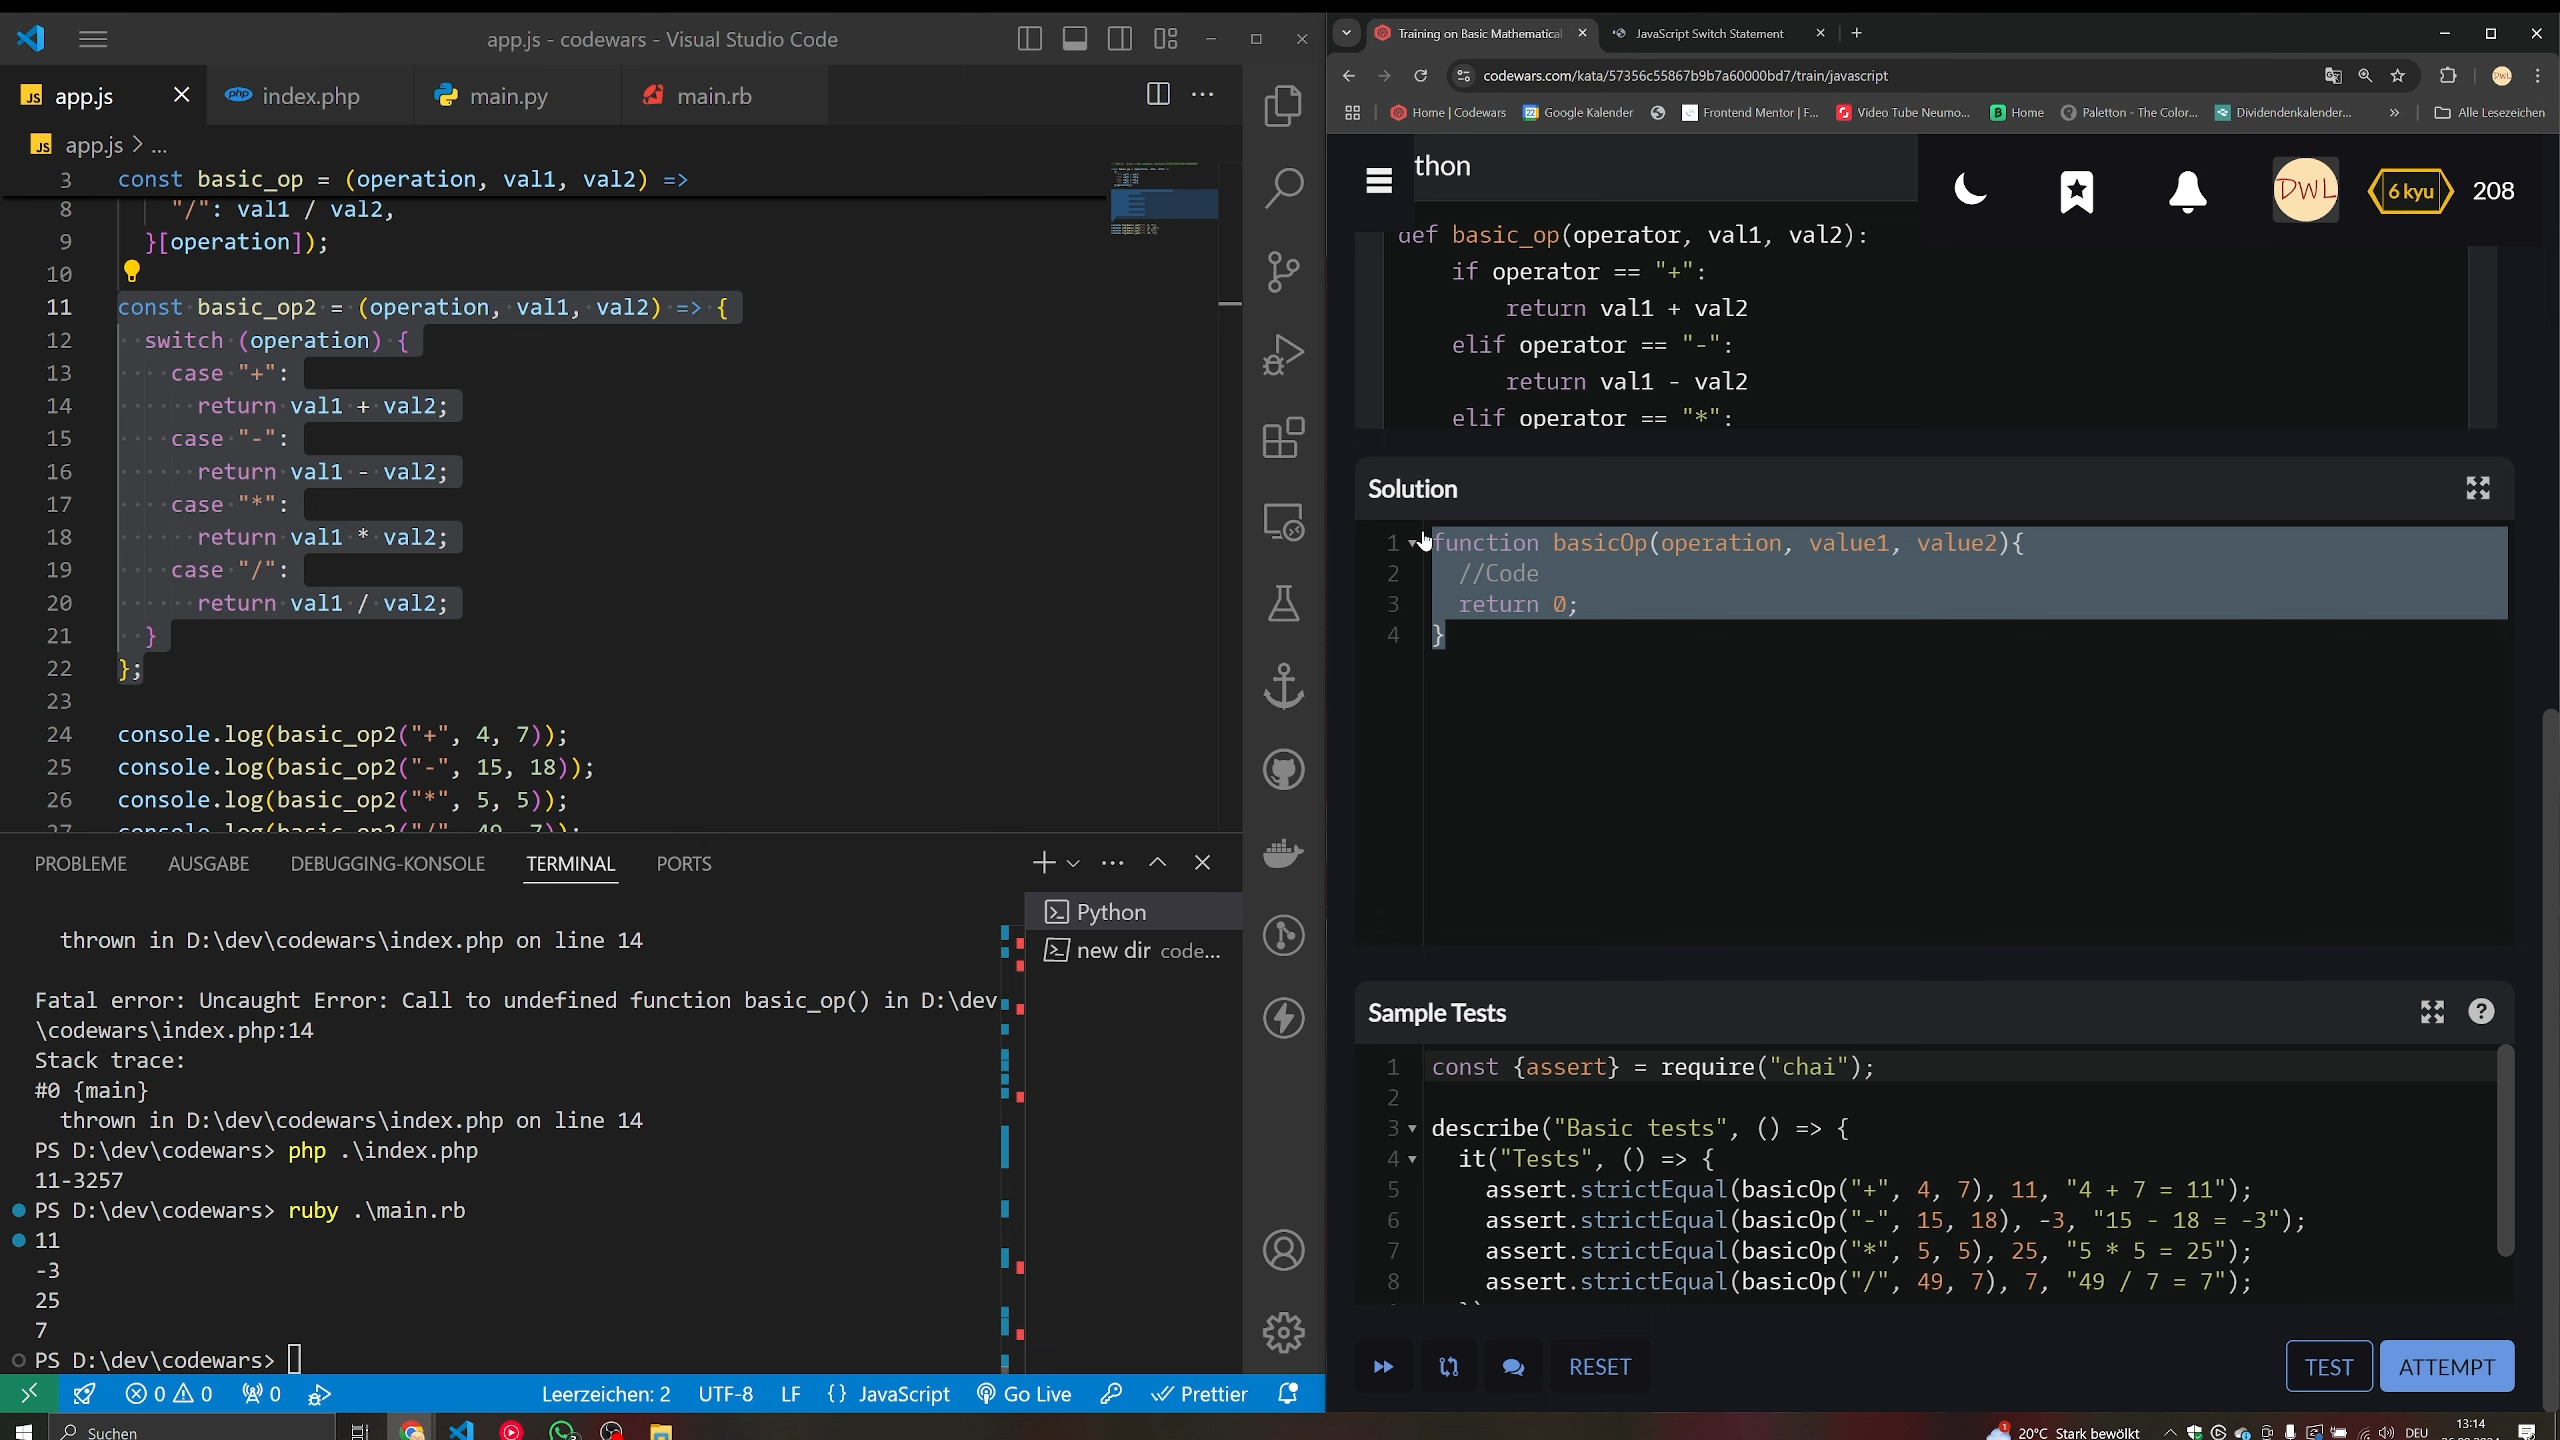 app.js - codewars - Visual Studio Code
JS app.js
php index.php
main.py
main.rb
JS app.js > ...
3 const basic_op = (operation, val1, val2) =>
8 "/": val1 / val2,
9 }[operation]);
10
11 const basic_op2 = (operation, val1, val2) => {
12 switch (operation) {
13 case "+":
14 return val1 + val2;
15 case "-":
16 return val1 - val2;
17 case "*":
18 return val1 * val2;
19 case "/":
20 return val1 / val2;
21 }
22 };
23
24 console.log(basic_op2("+", 4, 7));
25 console.log(basic_op2("-", 15, 18));
26 console.log(basic_op2("*", 5, 5));
27 console.log(basic_op2("/", 49, 7));
PROBLEME AUSGABE DEBUGGING-KONSOLE TERMINAL PORTS
Python
new dir code...
thrown in D:\dev\codewars\index.php on line 14
Fatal error: Uncaught Error: Call to undefined function basic_op() in D:\dev
\codewars\index.php:14
Stack trace:
#0 {main}
thrown in D:\dev\codewars\index.php on line 14
PS D:\dev\codewars> php .\index.php
11-3257
PS D:\dev\codewars> ruby .\main.rb
11
-3
25
7
PS D:\dev\codewars>
0 0 0 Leerzeichen: 2 UTF-8 LF {} JavaScript Go Live Prettier
Suchen
Training on Basic Mathematical
JavaScript Switch Statement
codewars.com/kata/57356c55867b9b7a60000bd7/train/javascript
Home | Codewars
Google Kalender
Frontend Mentor | F...
Video Tube Neumo...
Home
Paletton - The Color...
Dividendenkalender...
»
Alle Lesezeichen
thon
DWL
6 kyu
208
def basic_op(operator, val1, val2):
if operator == "+":
return val1 + val2
elif operator == "-":
return val1 - val2
elif operator == "*":
Solution
1 function basicOp(operation, value1, value2){
2 //Code
3 return 0;
4 }
Sample Tests
1 const {assert} = require("chai");
2
3 describe("Basic tests", () => {
4 it("Tests", () => {
5 assert.strictEqual(basicOp("+", 4, 7), 11, "4 + 7 = 11");
6 assert.strictEqual(basicOp("-", 15, 18), -3, "15 - 18 = -3");
7 assert.strictEqual(basicOp("*", 5, 5), 25, "5 * 5 = 25");
8 assert.strictEqual(basicOp("/", 49, 7), 7, "49 / 7 = 7");
RESET
TEST
ATTEMPT
20°C Stark bewölkt
DEU
13:14